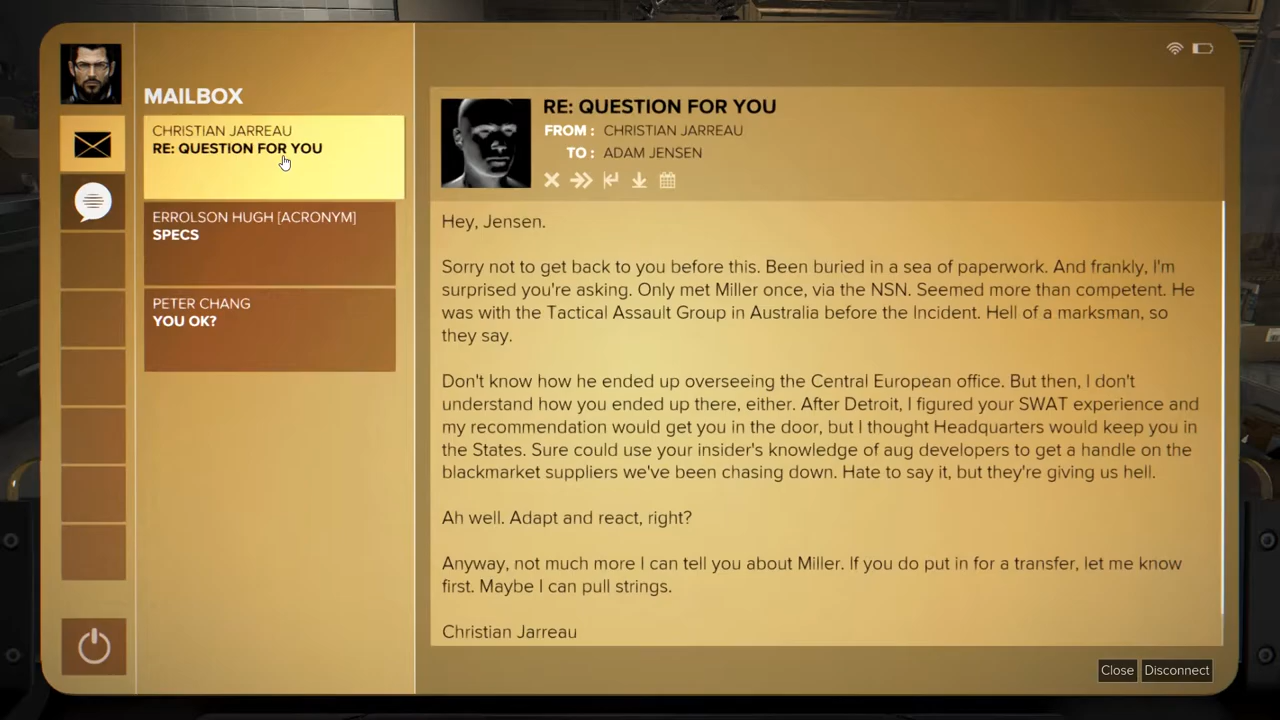 MAILBOX
CHRISTIAN JARREAU
RE: QUESTION FOR YOU
ERROLSON HUGH [ACRONYM]
SPECS
PETER CHANG
YOU OK?
RE: QUESTION FOR YOU
FROM : CHRISTIAN JARREAU
TO : ADAM JENSEN
Hey, Jensen.
Sorry not to get back to you before this. Been buried in a sea of paperwork. And frankly, I'm
surprised you're asking. Only met Miller once, via the NSN. Seemed more than competent. He
was with the Tactical Assault Group in Australia before the Incident. Hell of a marksman, so
they say.
Don't know how he ended up overseeing the Central European office. But then, I don't
understand how you ended up there, either. After Detroit, I figured your SWAT experience and
my recommendation would get you in the door, but I thought Headquarters would keep you in
the States. Sure could use your insider's knowledge of aug developers to get a handle on the
blackmarket suppliers we've been chasing down. Hate to say it, but they're giving us hell.
Ah well. Adapt and react, right?
Anyway, not much more I can tell you about Miller. If you do put in for a transfer, let me know
first. Maybe I can pull strings.
Christian Jarreau
Close Disconnect